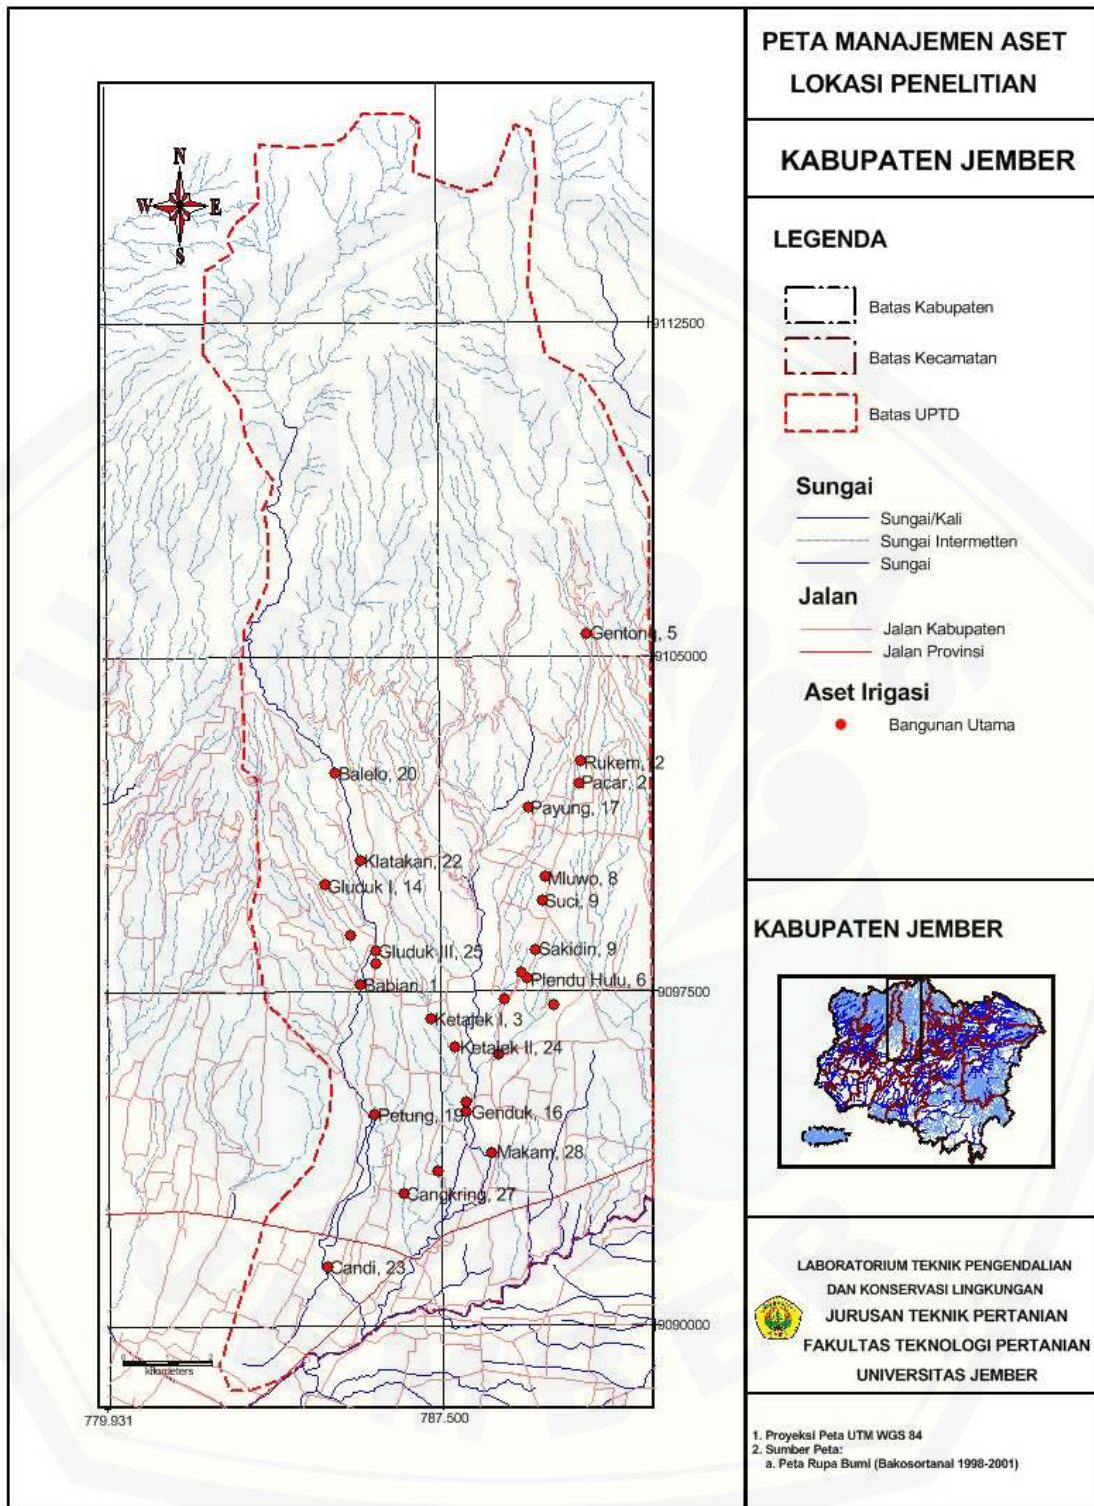 PETA MANAJEMEN ASET
LOKASI PENELITIAN
KABUPATEN JEMBER
LEGENDA
Batas Kabupaten
Batas Kecamatan
Batas UPTD
Sungai
Sungai/Kali
Sungai Intermetten
Sungai
Jalan
Jalan Kabupaten
Jalan Provinsi
Aset Irigasi
Bangunan Utama
KABUPATEN JEMBER
LABORATORIUM TEKNIK PENGENDALIAN
DAN KONSERVASI LINGKUNGAN
JURUSAN TEKNIK PERTANIAN
FAKULTAS TEKNOLOGI PERTANIAN
UNIVERSITAS JEMBER
1. Proyeksi Peta UTM WGS 84
2. Sumber Peta:
a. Peta Rupa Bumi (Bakosortanal 1998-2001)
N
W E
S
9112500
Gentong, 5
9105000
Rukem, 2
Balelo, 20
Pacar, 2
Payung, 17
Klatakan, 22
Mluwo, 8
Gluduk I, 14
Suci, 9
Gluduk III, 25
Sakidin, 9
Plendu Hulu, 6
Babian, 1
9097500
Ketajek I, 3
Ketajek II, 24
Petung, 19
Genduk, 16
Makam, 28
Cangkring, 27
Candi, 23
9090000
kilometers
779.931
787.500